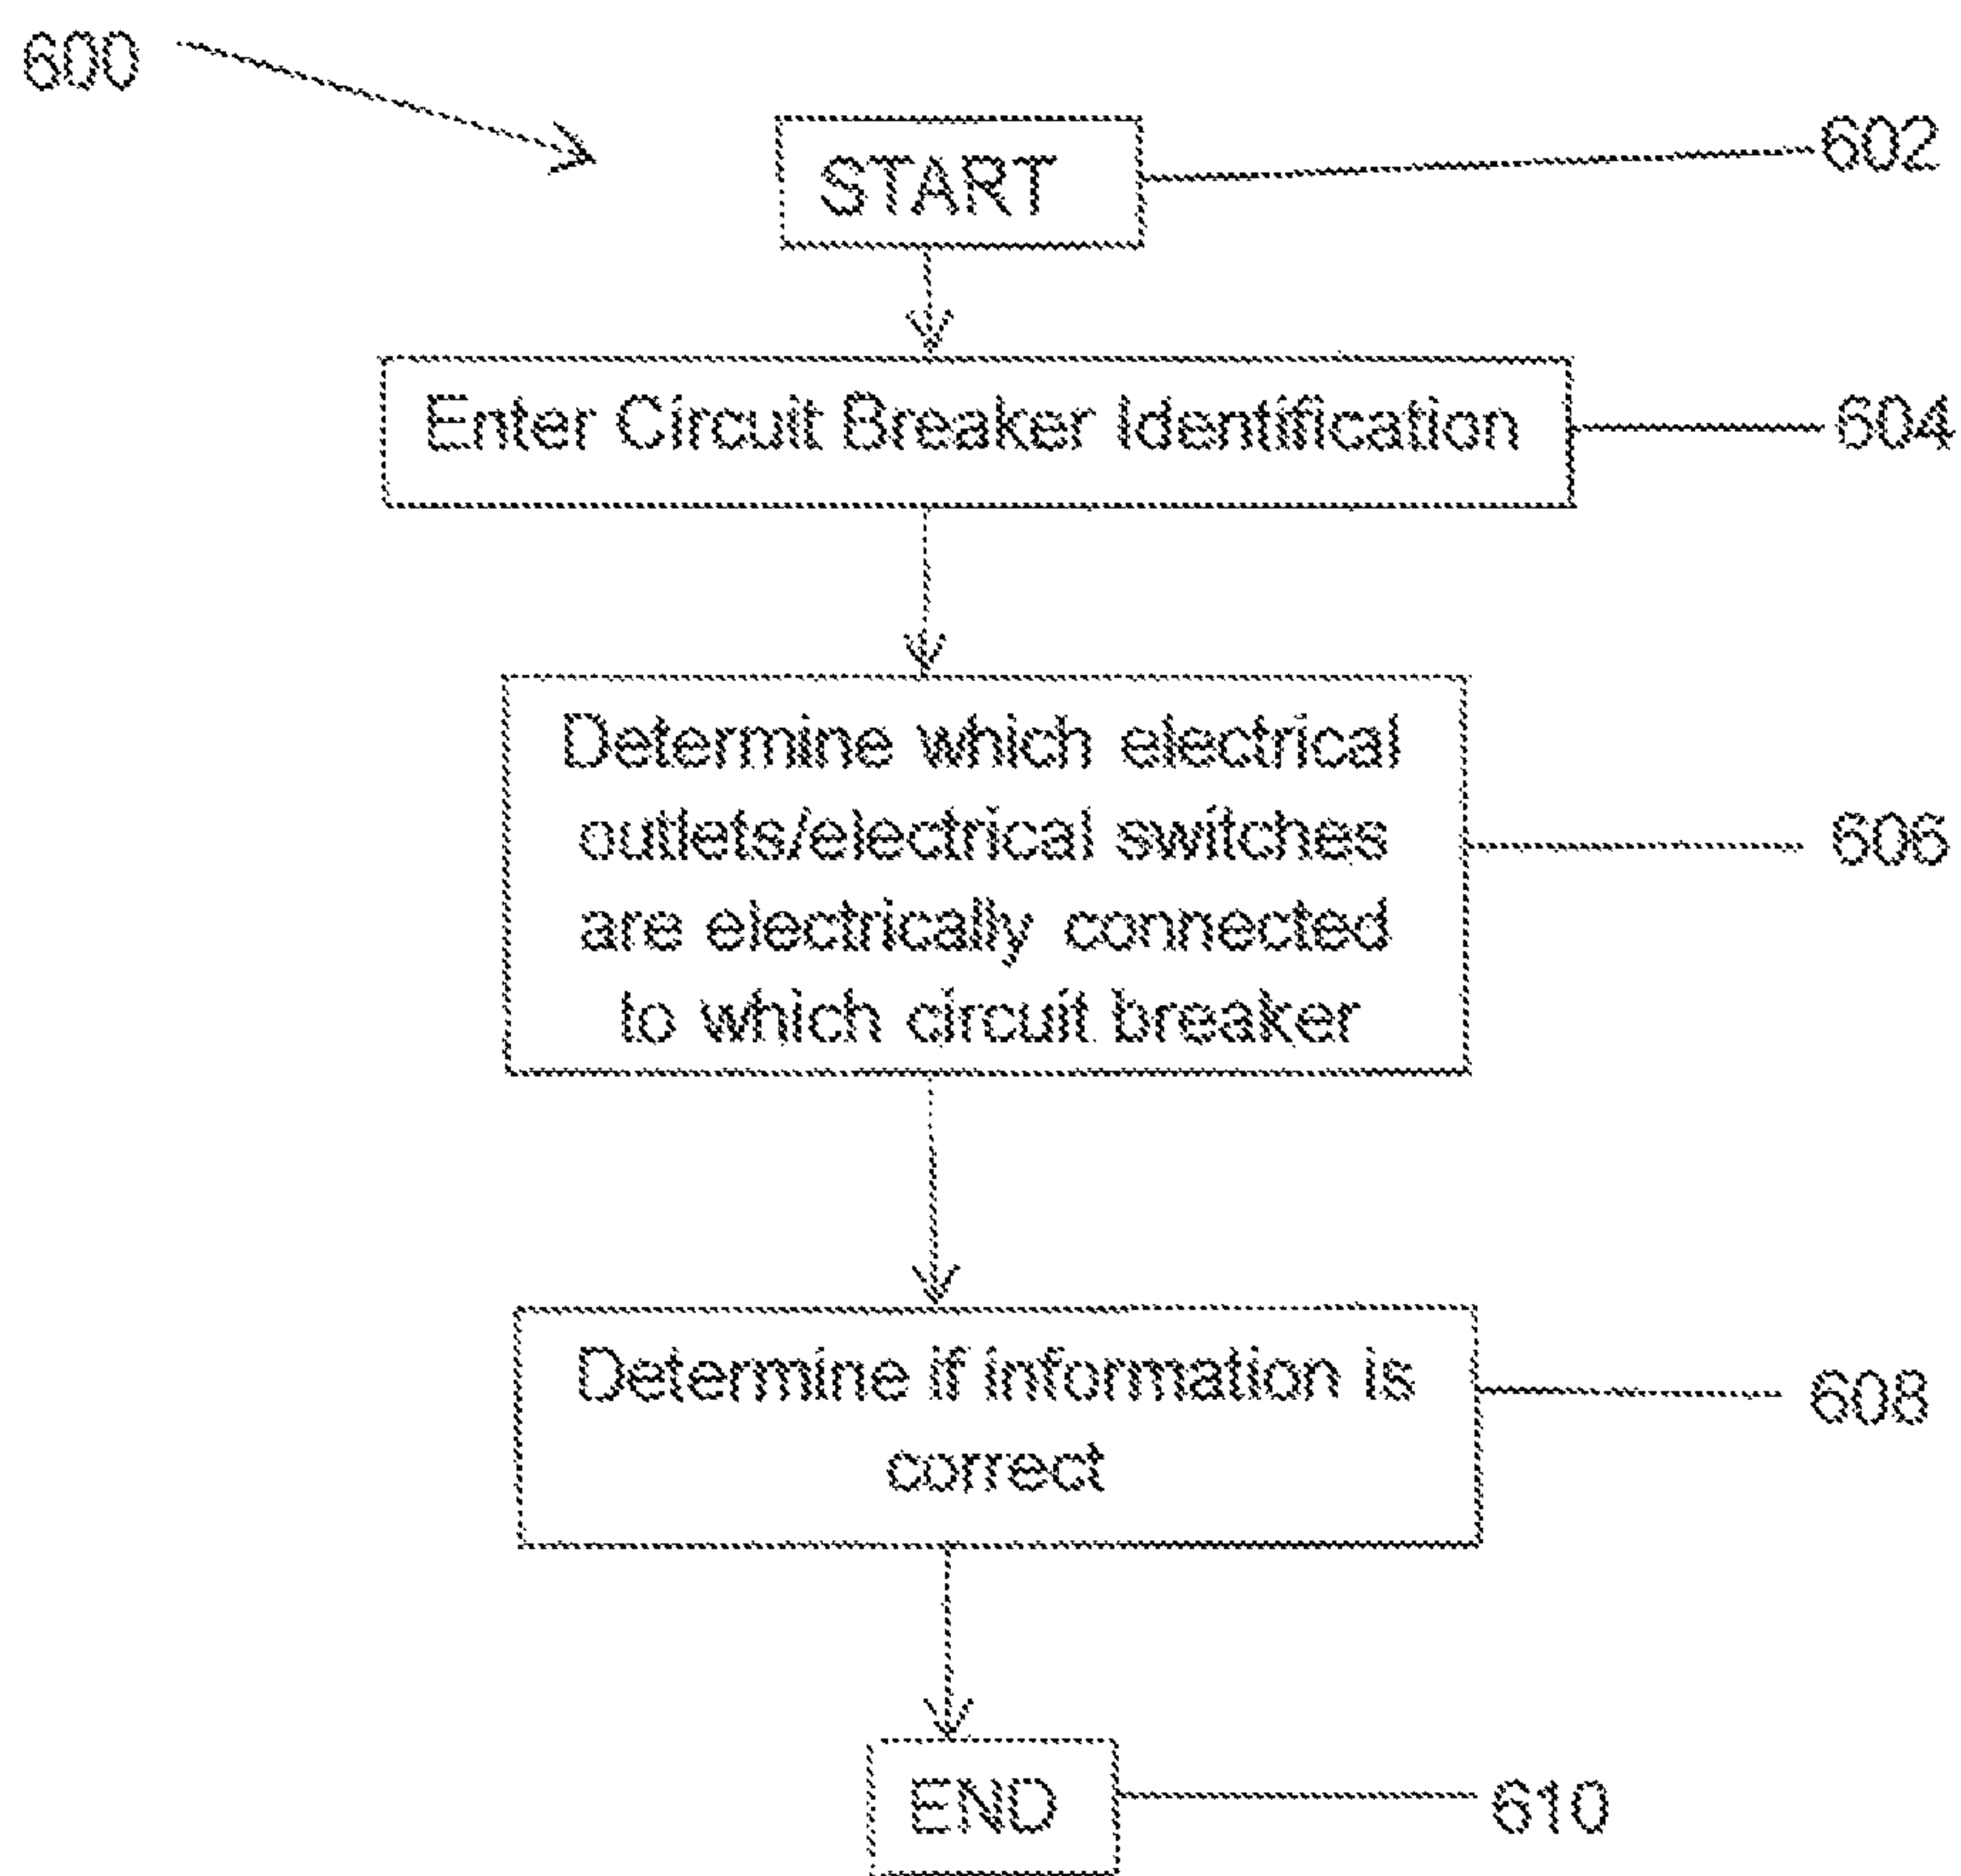 600
START
602
Enter Circuit Breaker Identification
604
Determine which electrical
outlets/electrical switches
are electrically connected
to which circuit breaker
606
Determine if information is
correct
608
END
610